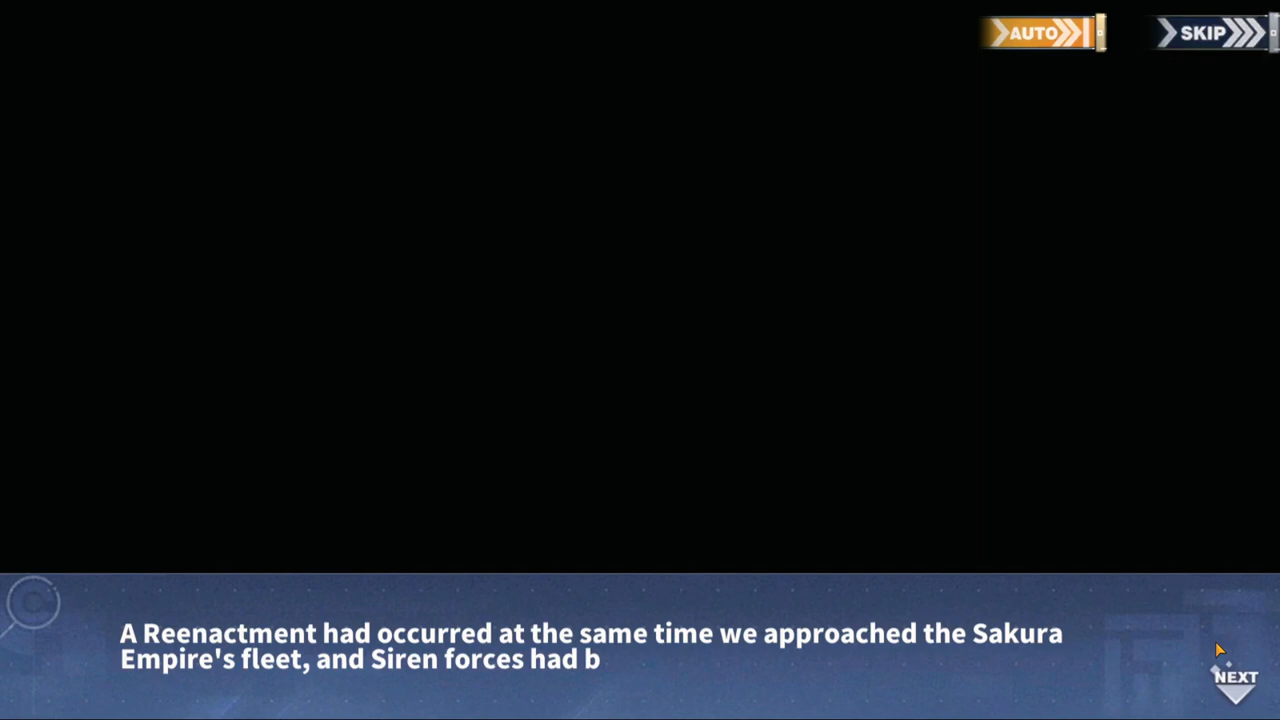 AUTO
SKIP
A Reenactment had occurred at the same time we approached the Sakura
Empire's fleet, and Siren forces had b
NEXT